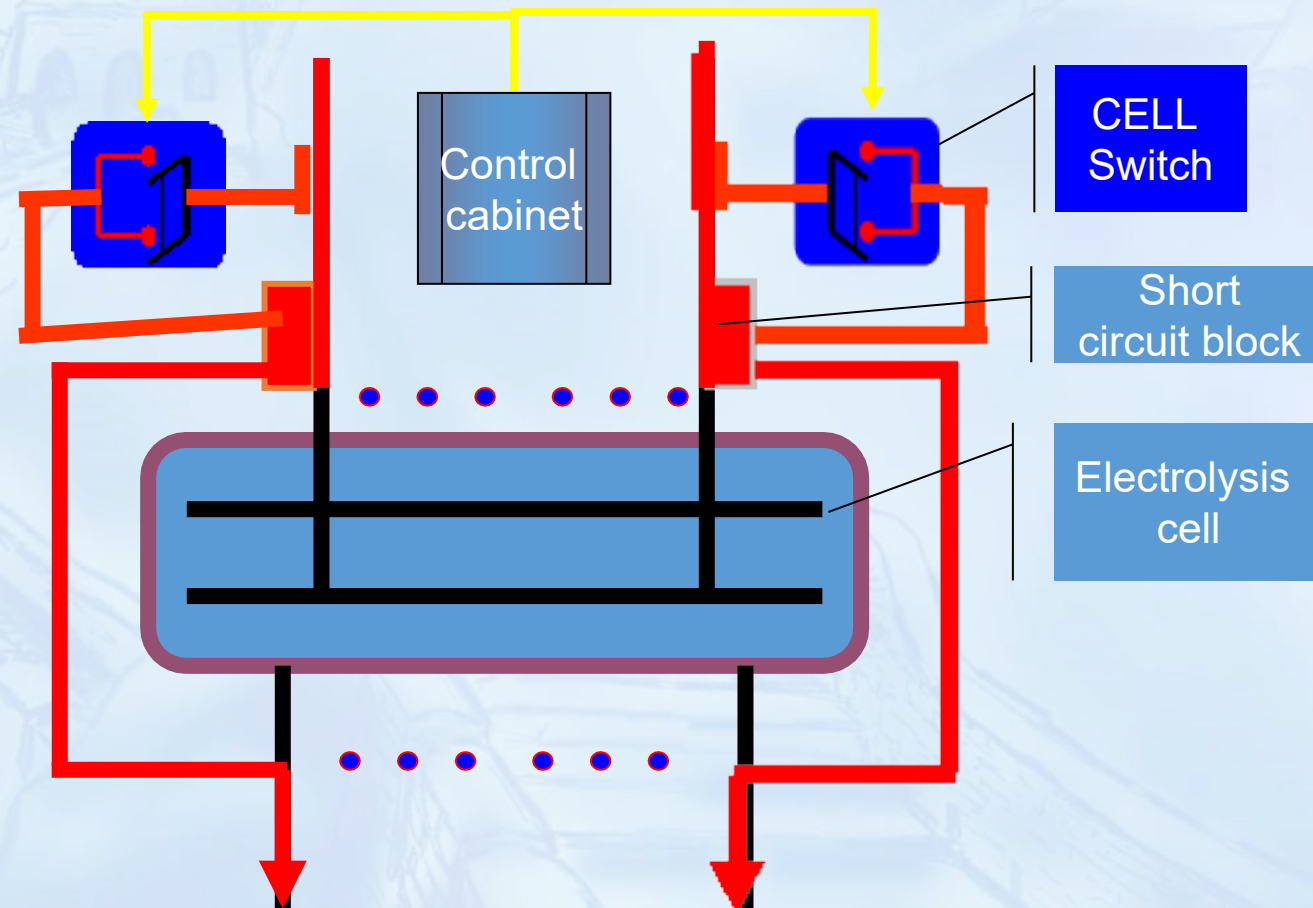 Control
cabinet
CELL
Switch
Short
circuit block
Electrolysis
cell